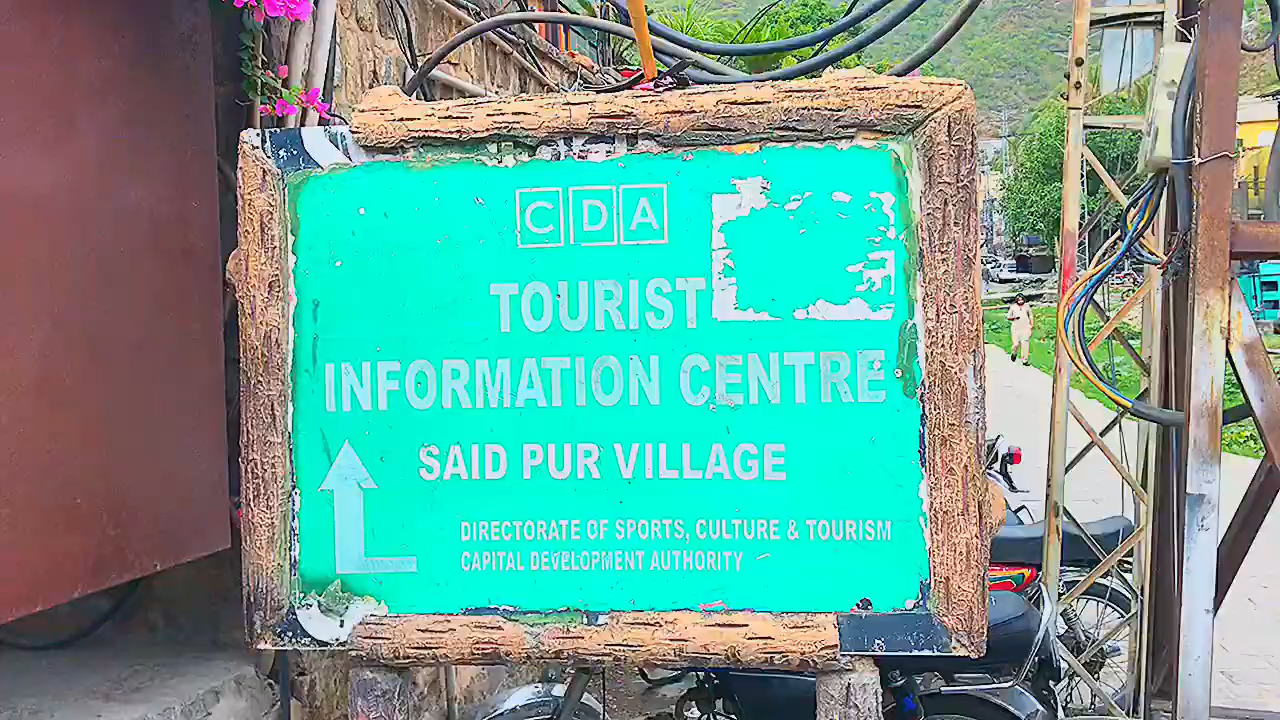 CDA
TOURIST
INFORMATION CENTRE
SAID PUR VILLAGE
DIRECTORATE OF SPORTS, CULTURE & TOURISM
CAPITAL DEVELOPMENT AUTHORITY